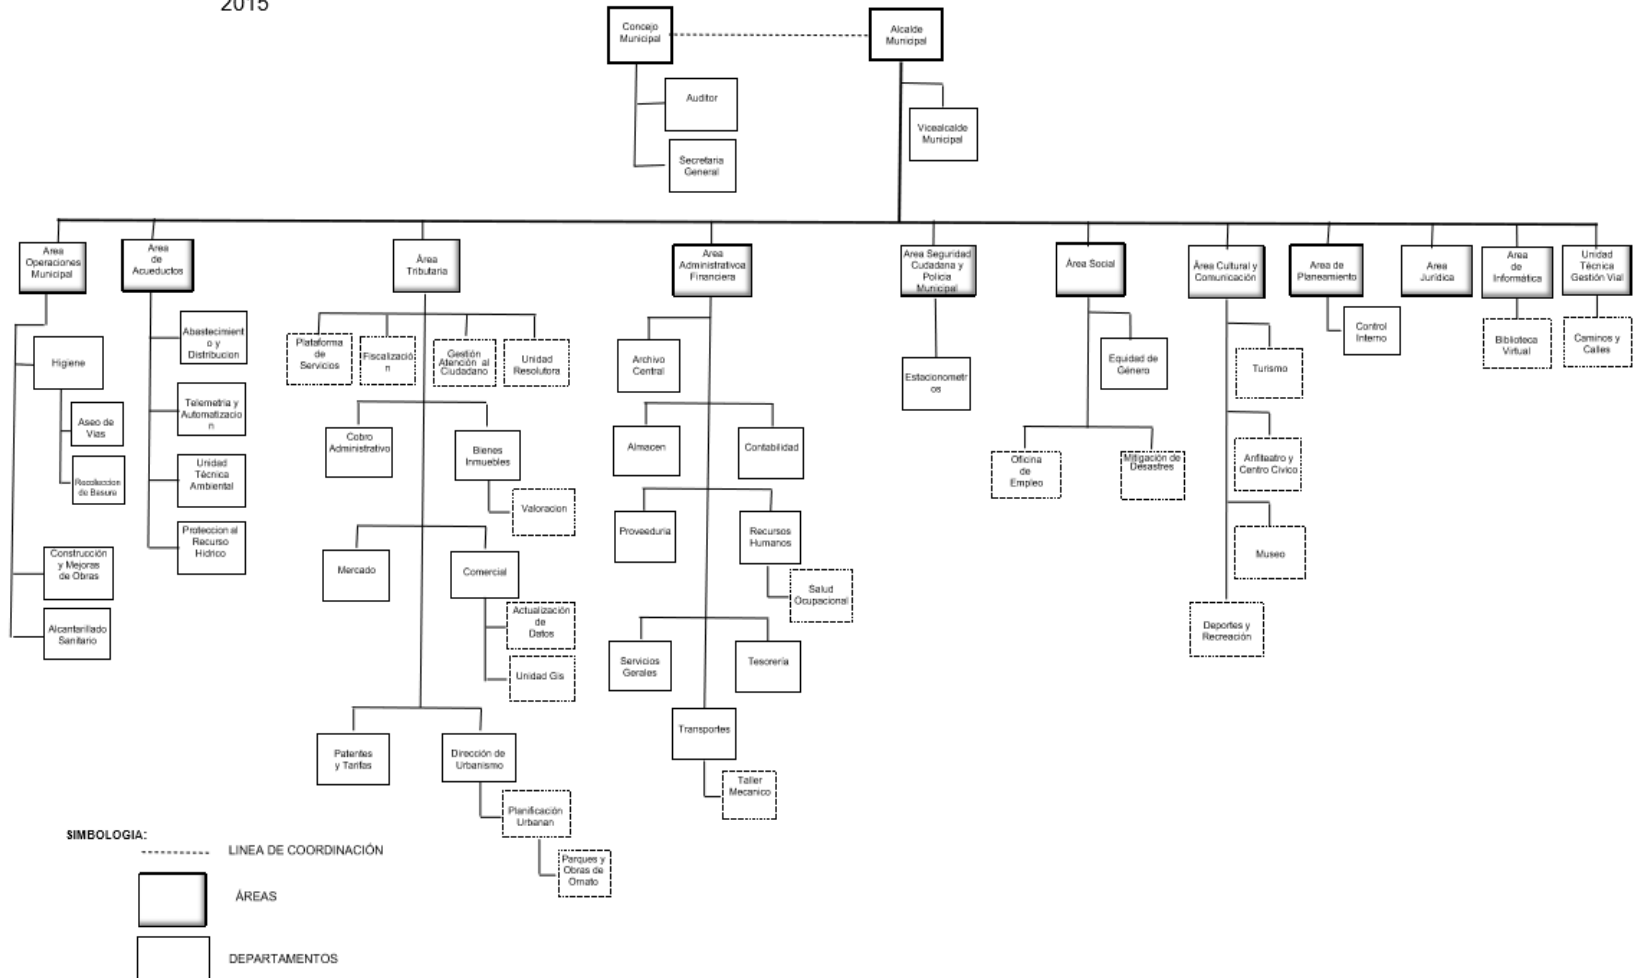 2015
Concejo
Municipal
Alcalde
Municipal
Auditor
Secretaria
General
Vicealcalde
Municipal
Area
Operaciones
Municipal
Area
de
Acueductos
Área
Tributaria
Area
Administrativoa
Financiera
Area Seguridad
Cudadana y
Policia
Municipal
Área Social
Área Cultural y
Comunicación
Area de
Planeamiento
Area
Jurídica
Area
de
Informática
Unidad
Técnica
Gestión Vial
Higiene
Aseo de
Vias
Recoleccion
de Basura
Construcción
y Mejoras
de Obras
Alcantarillado
Sanitario
Abastecimient
o y
Distribucion
Telemetria y
Automatizacio
n
Unidad
Técnica
Ambiental
Proteccion al
Recurso
Hidrico
Plataforma
de
Servicios
Fiscalizació
n
Gestión
Atención al
Ciudadano
Unidad
Resolutora
Cobro
Administrativo
Bienes
Inmuebles
Valoracion
Mercado
Comercial
Actualización
de
Datos
Unidad Gis
Patentes
y Tarifas
Dirección de
Urbanismo
Planificación
Urbanan
Parques y
Obras de
Ornato
Archivo
Central
Almacen
Contabilidad
Proveeduria
Recursos
Humanos
Salud
Ocupacional
Servicios
Gerales
Tesorería
Transportes
Taller
Mecanico
Estacionometr
os
Equidad de
Género
Oficina
de
Empleo
Mitigación de
Desastres
Turismo
Anfiteatro y
Centro Civico
Museo
Deportes y
Recreación
Control
Interno
Biblioteca
Virtual
Caminos y
Calles
SIMBOLOGIA:
LINEA DE COORDINACIÓN
ÁREAS
DEPARTAMENTOS